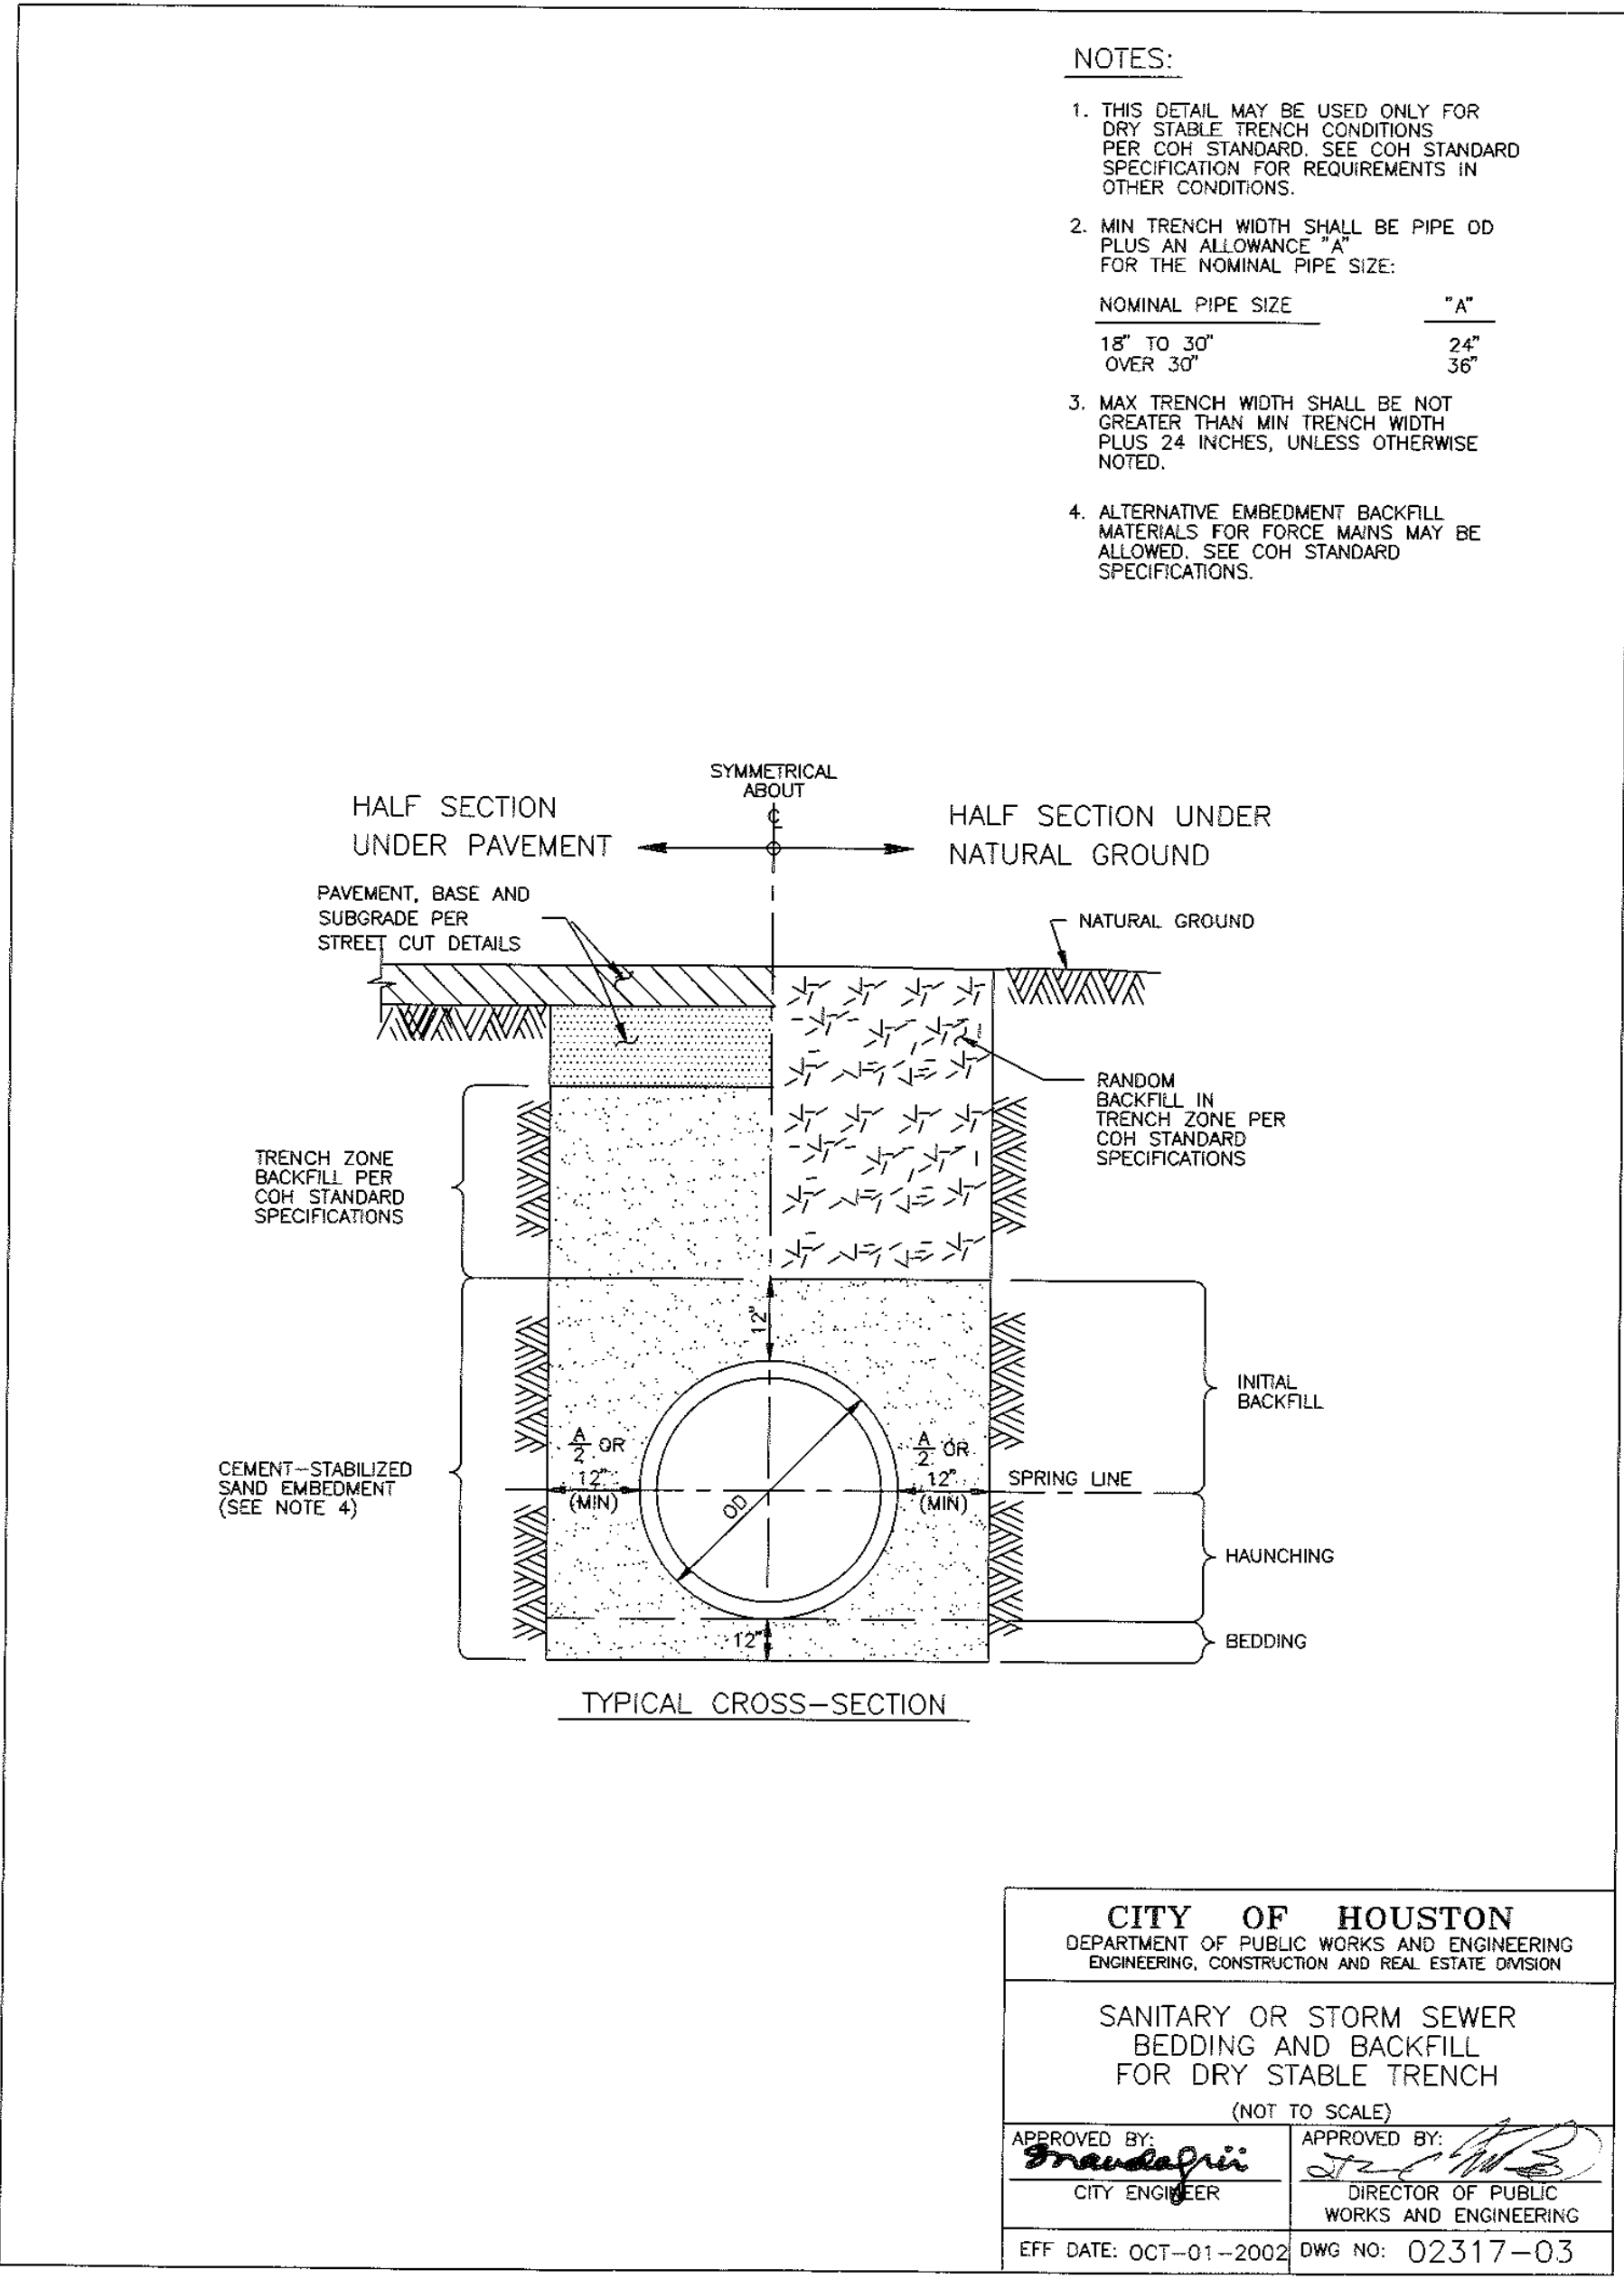 NOTES:
1. THIS DETAIL MAY BE USED ONLY FOR
DRY STABLE TRENCH CONDITIONS
PER COH STANDARD. SEE COH STANDARD
SPECIFICATION FOR REQUIREMENTS IN
OTHER CONDITIONS.
2. MIN TRENCH WIDTH SHALL BE PIPE OD
PLUS AN ALLOWANCE "A"
FOR THE NOMINAL PIPE SIZE:
NOMINAL PIPE SIZE "A"
18" TO 30" 24"
OVER 30" 36"
3. MAX TRENCH WIDTH SHALL BE NOT
GREATER THAN MIN TRENCH WIDTH
PLUS 24 INCHES, UNLESS OTHERWISE
NOTED.
4. ALTERNATIVE EMBEDMENT BACKFILL
MATERIALS FOR FORCE MAINS MAY BE
ALLOWED. SEE COH STANDARD
SPECIFICATIONS.
SYMMETRICAL
ABOUT
℄
HALF SECTION
UNDER PAVEMENT
HALF SECTION UNDER
NATURAL GROUND
PAVEMENT, BASE AND
SUBGRADE PER
STREET CUT DETAILS
NATURAL GROUND
RANDOM
BACKFILL IN
TRENCH ZONE PER
COH STANDARD
SPECIFICATIONS
TRENCH ZONE
BACKFILL PER
COH STANDARD
SPECIFICATIONS
12"
INITIAL
BACKFILL
A/2 OR
12"
(MIN)
A/2 OR
12"
(MIN)
OD
SPRING LINE
CEMENT-STABILIZED
SAND EMBEDMENT
(SEE NOTE 4)
HAUNCHING
12"
BEDDING
TYPICAL CROSS-SECTION
CITY OF HOUSTON
DEPARTMENT OF PUBLIC WORKS AND ENGINEERING
ENGINEERING, CONSTRUCTION AND REAL ESTATE DIVISION
SANITARY OR STORM SEWER
BEDDING AND BACKFILL
FOR DRY STABLE TRENCH
(NOT TO SCALE)
APPROVED BY:
CITY ENGINEER
APPROVED BY:
DIRECTOR OF PUBLIC
WORKS AND ENGINEERING
EFF DATE: OCT-01-2002
DWG NO: 02317-03